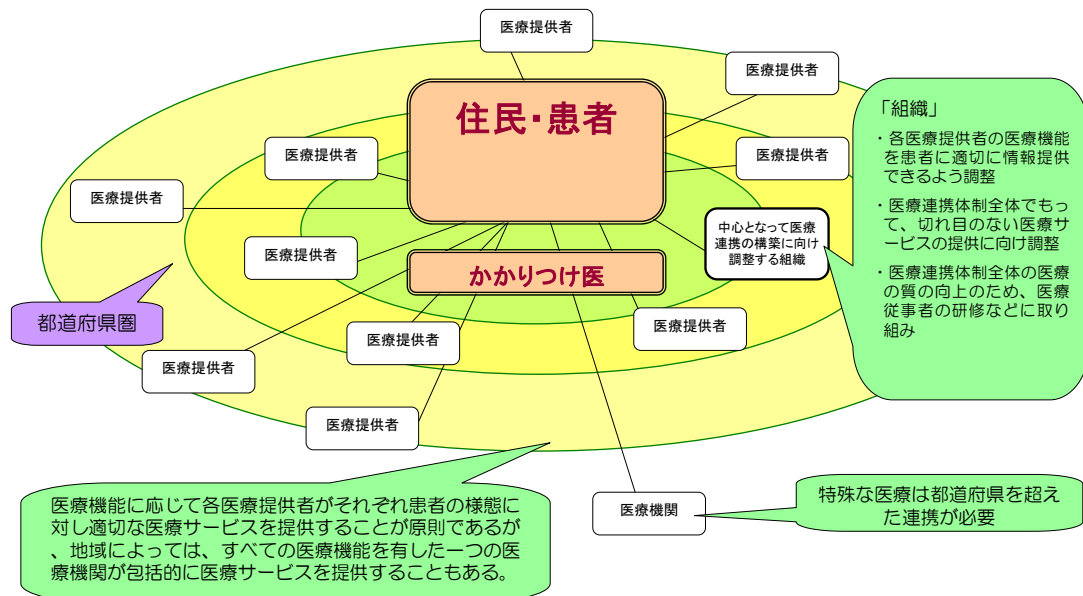 医療提供者
医療提供者
住民・患者
医療提供者
医療提供者
医療提供者
「組織」
・各医療提供者の医療機能
を患者に適切に情報提供
できるよう調整
・医療連携体制全体でもっ
て、切れ目のない医療サー
ビスの提供に向け調整
・医療連携体制全体の医療
の質の向上のため、医療
従事者の研修などに取り
組み
中心となって医療
連携の構築に向け
調整する組織
医療提供者
かかりつけ医
都道府県圏
医療提供者
医療提供者
医療提供者
医療提供者
医療機能に応じて各医療提供者がそれぞれ患者の様態に
対し適切な医療サービスを提供することが原則であるが
、地域によっては、すべての医療機能を有した一つの医
療機関が包括的に医療サービスを提供することもある。
医療機関
特殊な医療は都道府県を超え
た連携が必要